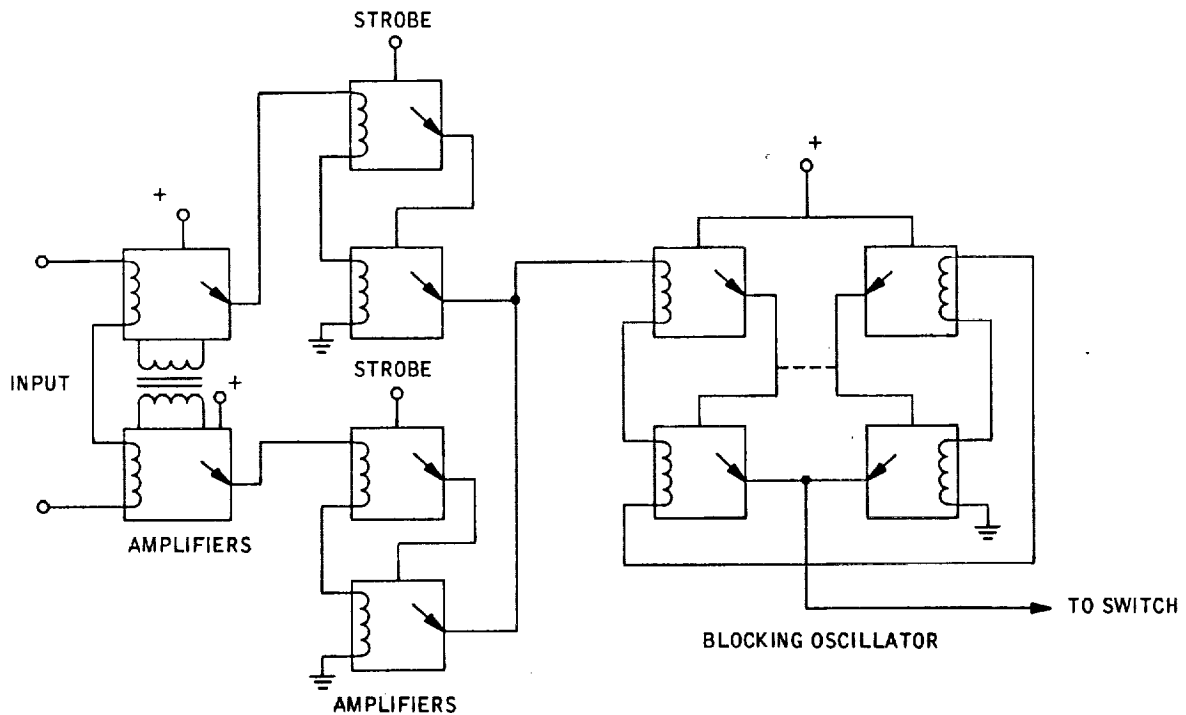 STROBE
+
+
INPUT
+
STROBE
AMPLIFIERS
AMPLIFIERS
BLOCKING OSCILLATOR
TO SWITCH